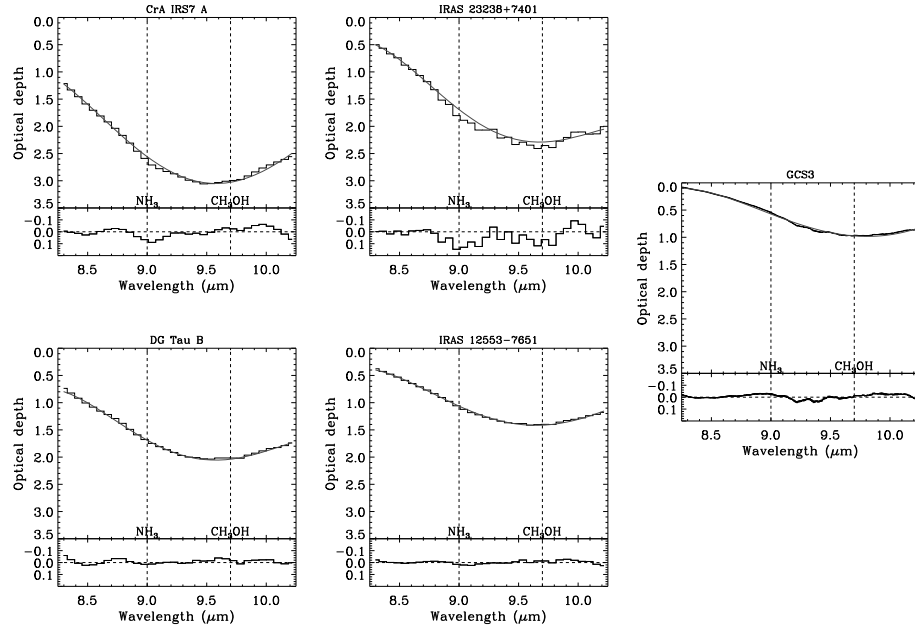 CrA IRS7 A
0.0
0.5
1.0
1.5
2.0
2.5
3.0
3.5
Optical depth
NH3
CH3OH
−0.1
0.0
0.1
8.5 9.0 9.5 10.0
Wavelength (μm)
IRAS 23238+7401
0.0
0.5
1.0
1.5
2.0
2.5
3.0
3.5
Optical depth
NH3
CH3OH
−0.1
0.0
0.1
8.5 9.0 9.5 10.0
Wavelength (μm)
GCS3
0.0
0.5
1.0
1.5
2.0
2.5
3.0
3.5
Optical depth
NH3
CH3OH
−0.1
0.0
0.1
8.5 9.0 9.5 10.0
Wavelength (μm)
DG Tau B
0.0
0.5
1.0
1.5
2.0
2.5
3.0
3.5
Optical depth
NH3
CH3OH
−0.1
0.0
0.1
8.5 9.0 9.5 10.0
Wavelength (μm)
IRAS 12553−7651
0.0
0.5
1.0
1.5
2.0
2.5
3.0
3.5
Optical depth
NH3
CH3OH
−0.1
0.0
0.1
8.5 9.0 9.5 10.0
Wavelength (μm)